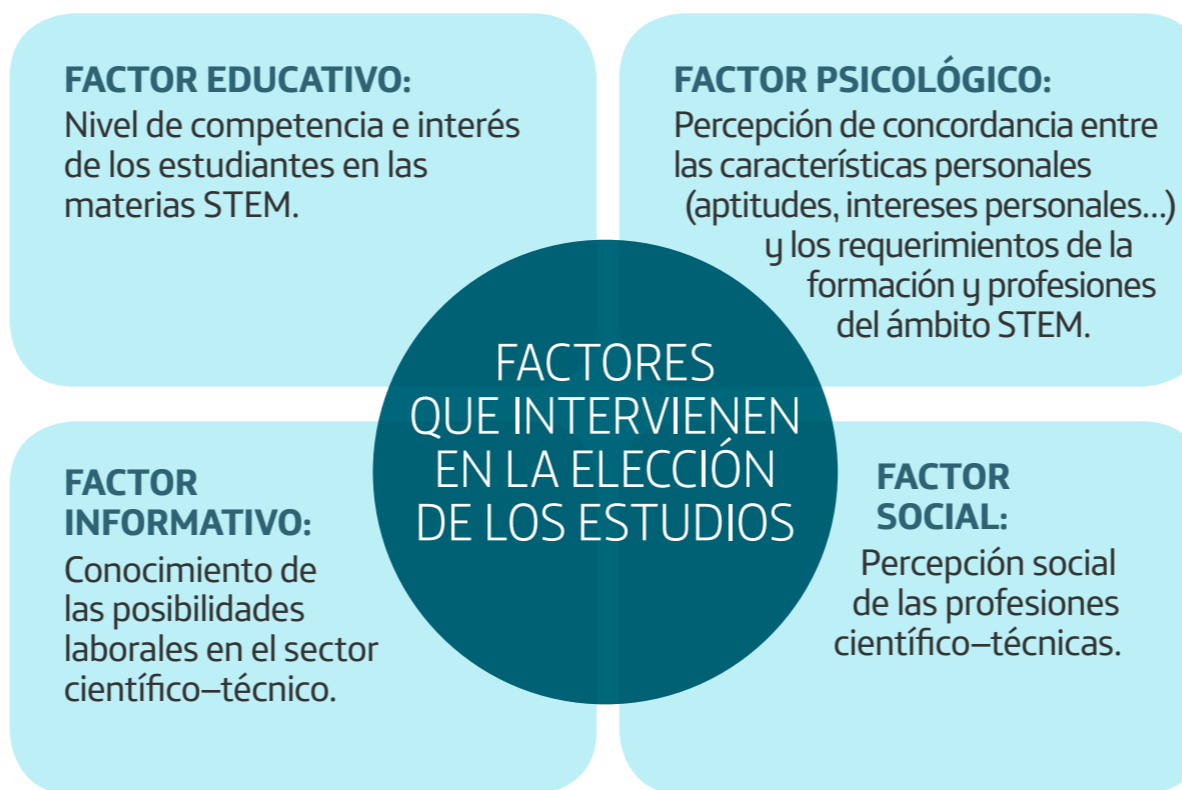 FACTOR EDUCATIVO:
Nivel de competencia e interés
de los estudiantes en las
materias STEM.
FACTOR PSICOLÓGICO:
Percepción de concordancia entre
las características personales
(aptitudes, intereses personales...)
y los requerimientos de la
formación y profesiones
del ámbito STEM.
FACTORES
QUE INTERVIENEN
EN LA ELECCIÓN
DE LOS ESTUDIOS
FACTOR
INFORMATIVO:
Conocimiento de
las posibilidades
laborales en el sector
científico–técnico.
FACTOR
SOCIAL:
Percepción social
de las profesiones
científico–técnicas.